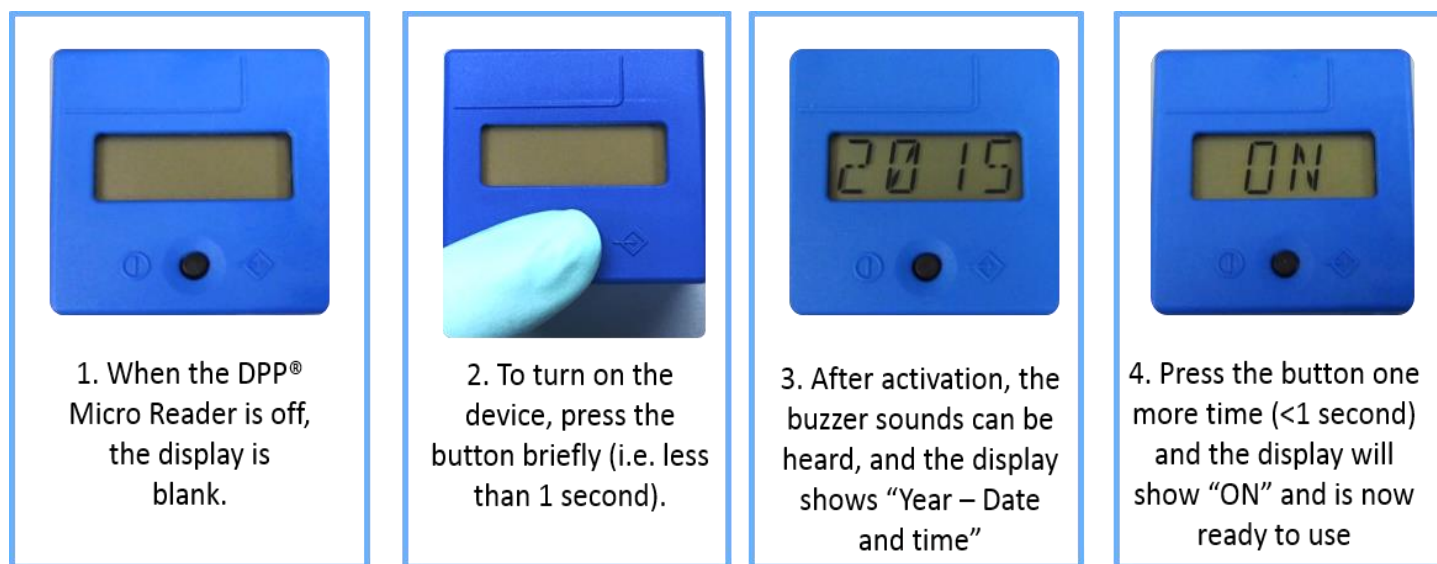 1. When the DPP®
Micro Reader is off,
the display is
blank.
2. To turn on the
device, press the
button briefly (i.e. less
than 1 second).
2015
3. After activation, the
buzzer sounds can be
heard, and the display
shows “Year – Date
and time”
ON
4. Press the button one
more time (<1 second)
and the display will
show “ON” and is now
ready to use